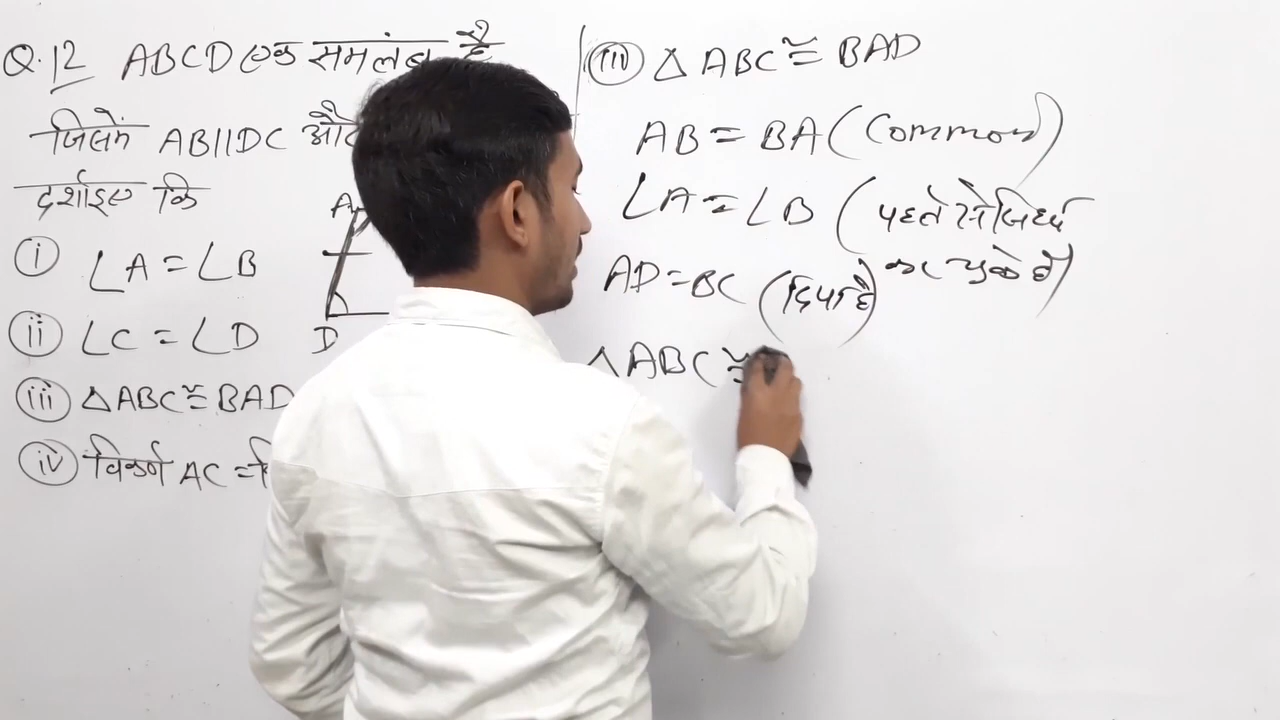 Q.12 ABCD एक समलंब है
जिसमें AB||DC और
दर्शाइए कि
A
D
(i) ∠A = ∠B
(ii) ∠C = ∠D
(iii) △ABC ≅ BAD
(iv) विकर्ण AC =
(iii) △ ABC ≅ BAD
AB = BA (Common)
∠A = ∠B (पहले से सिद्ध
कर चुके है)
AD = BC (दिया है)
△ ABC ≅